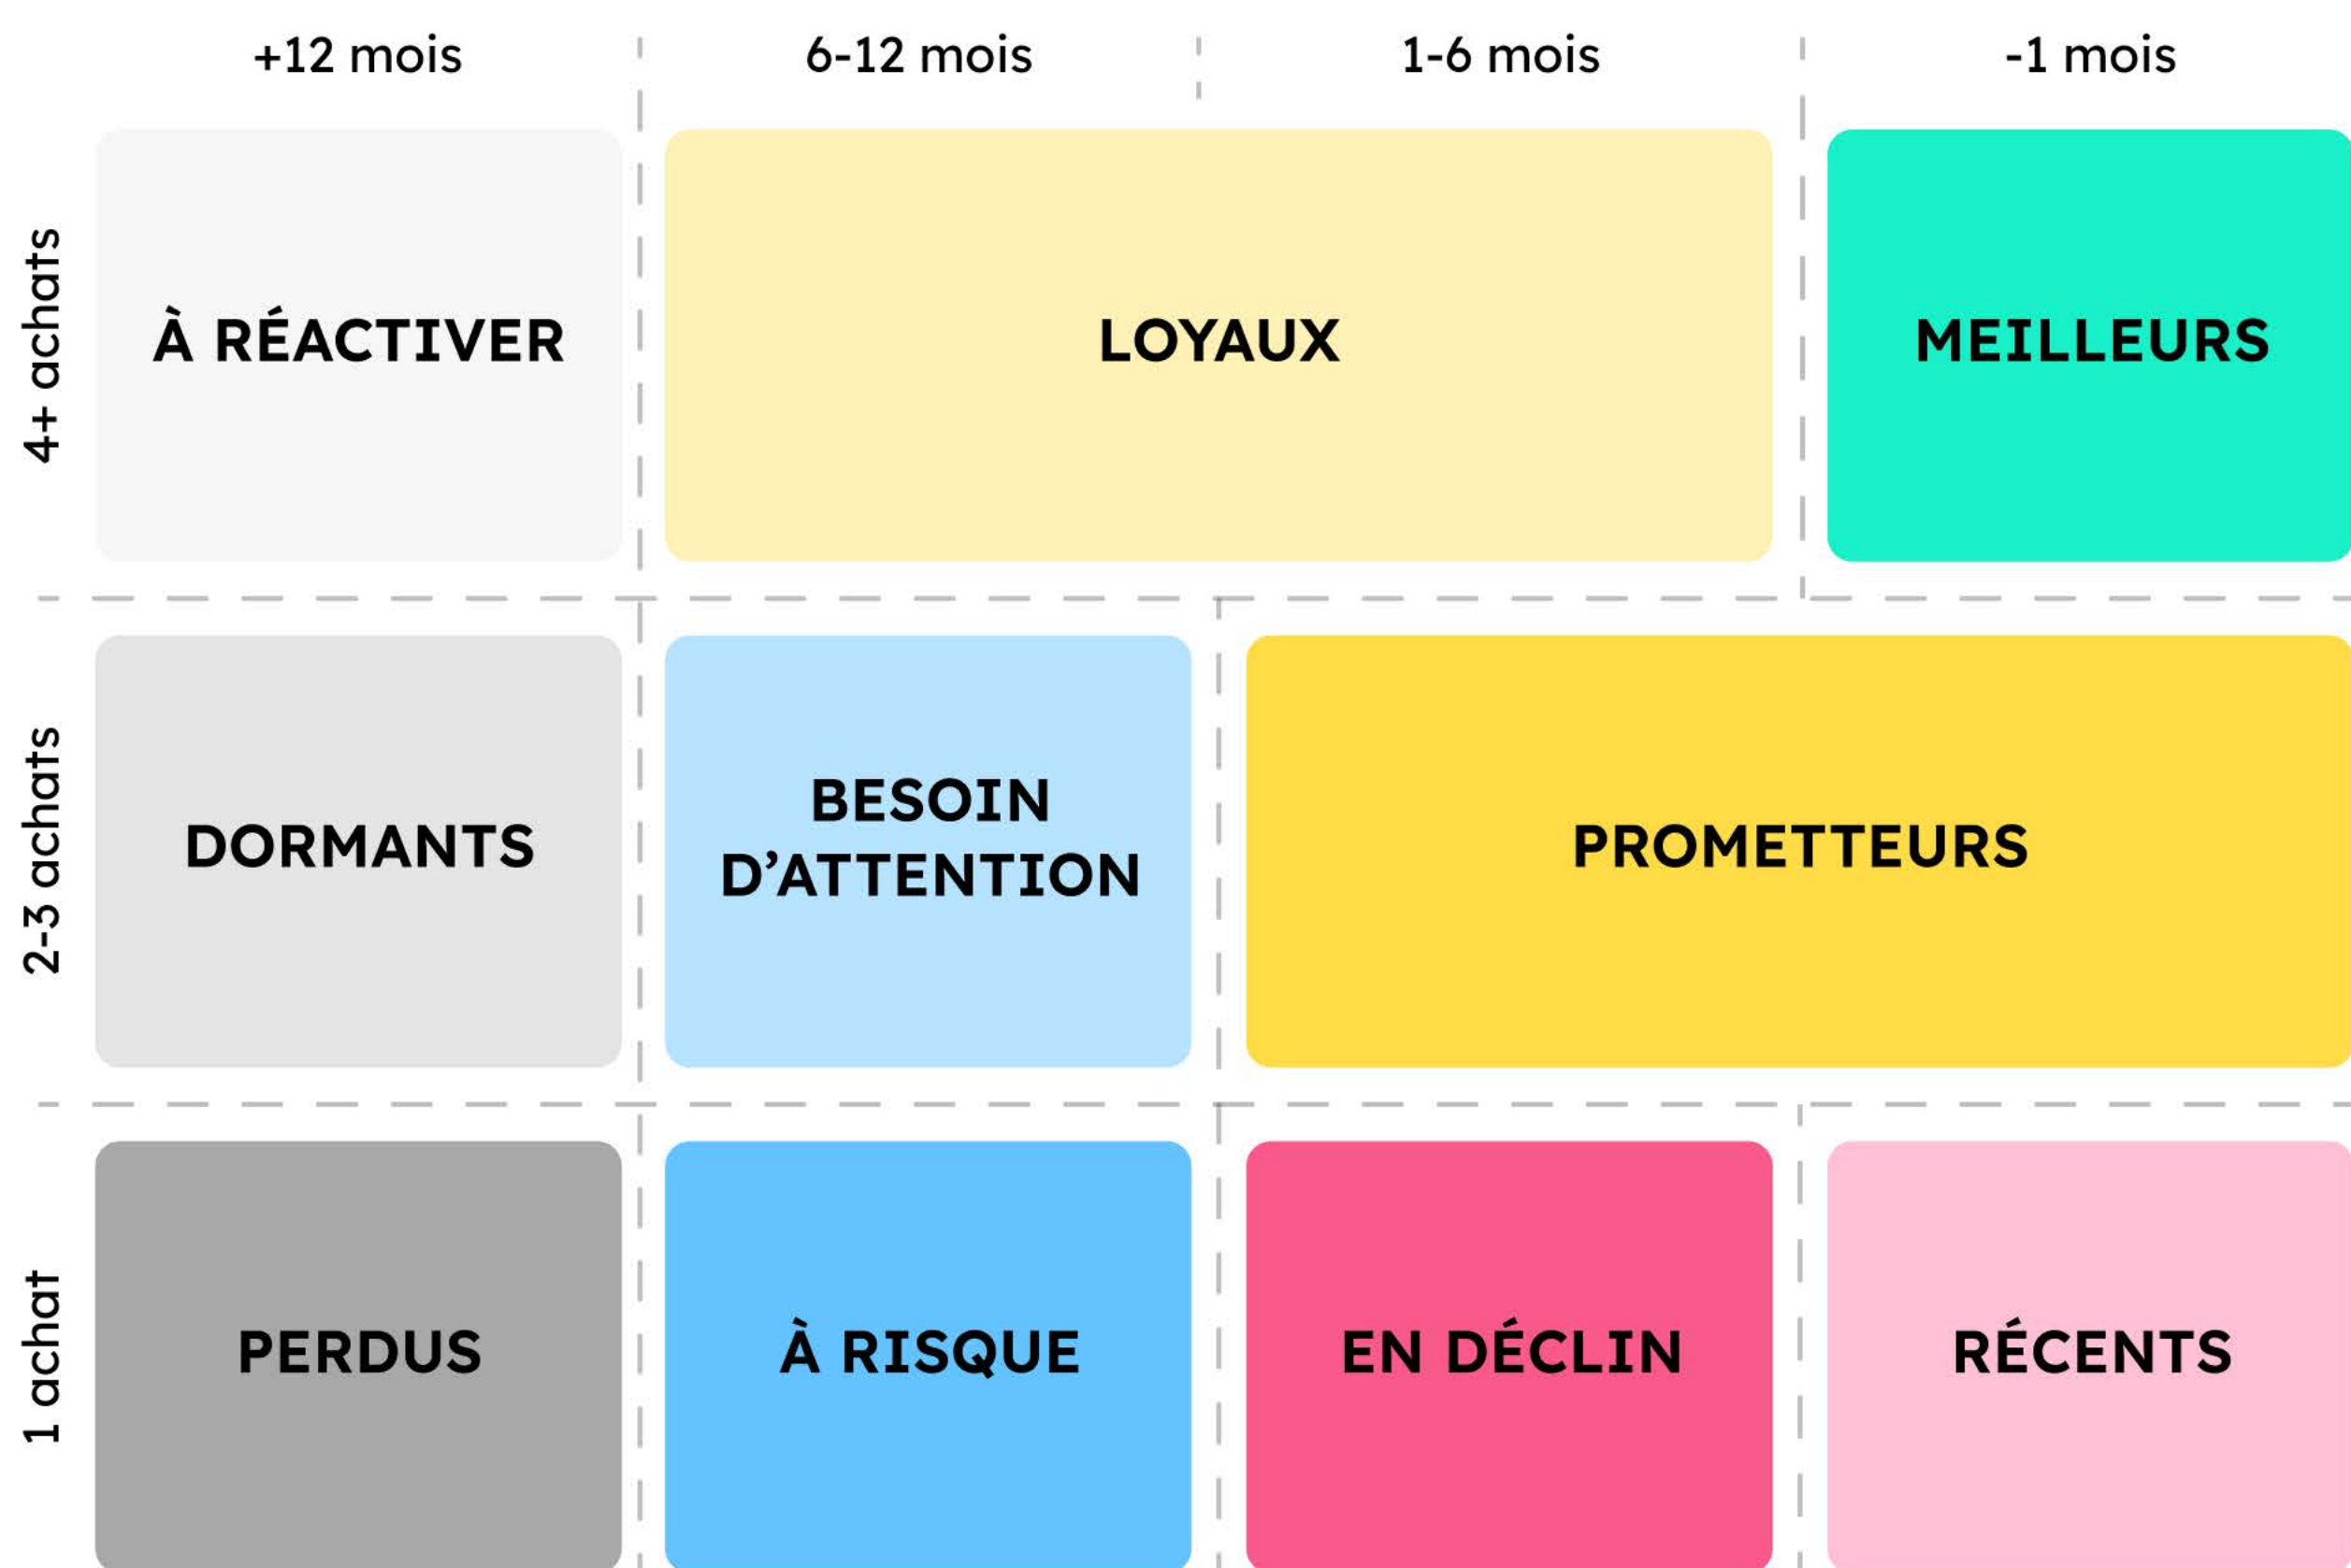 +12 mois
6-12 mois
1-6 mois
-1 mois
4+ achats
À RÉACTIVER
LOYAUX
MEILLEURS
2-3 achats
DORMANTS
BESOIN
D’ATTENTION
PROMETTEURS
1 achat
PERDUS
À RISQUE
EN DÉCLIN
RÉCENTS